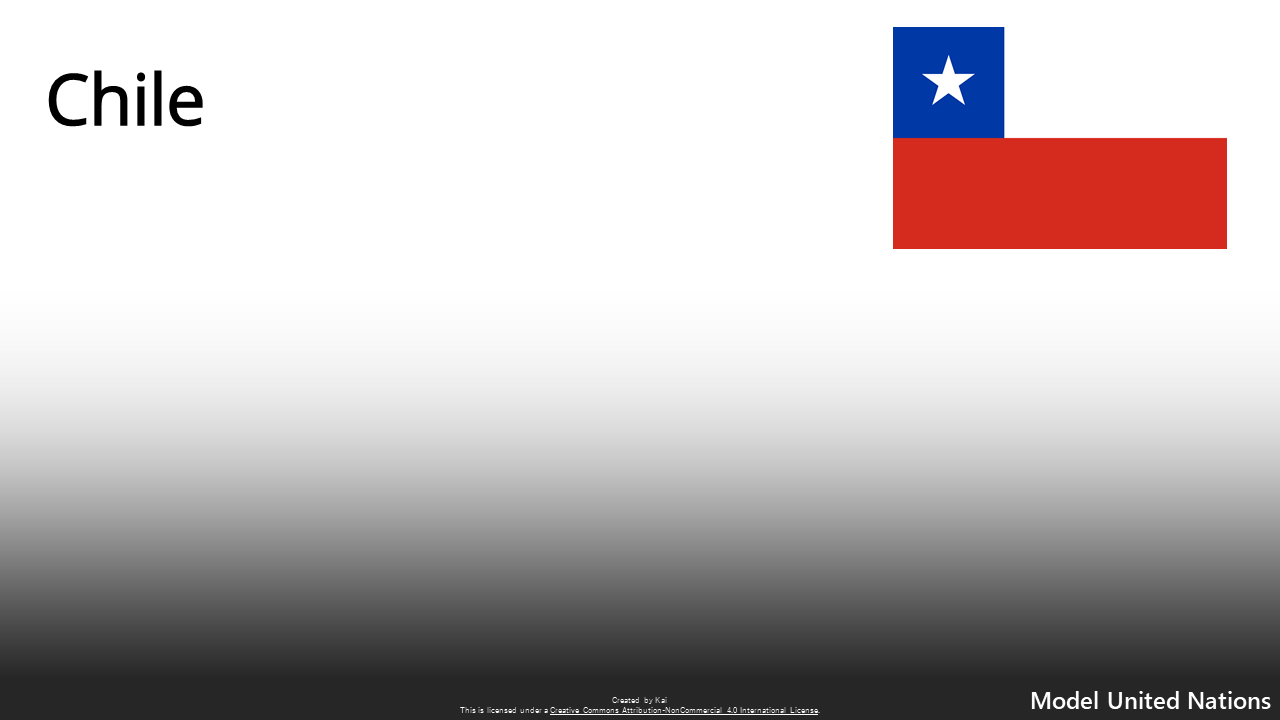 Chile
Created by Kai
This is licensed under a Creative Commons Attribution-NonCommercial 4.0 International License.
Model United Nations